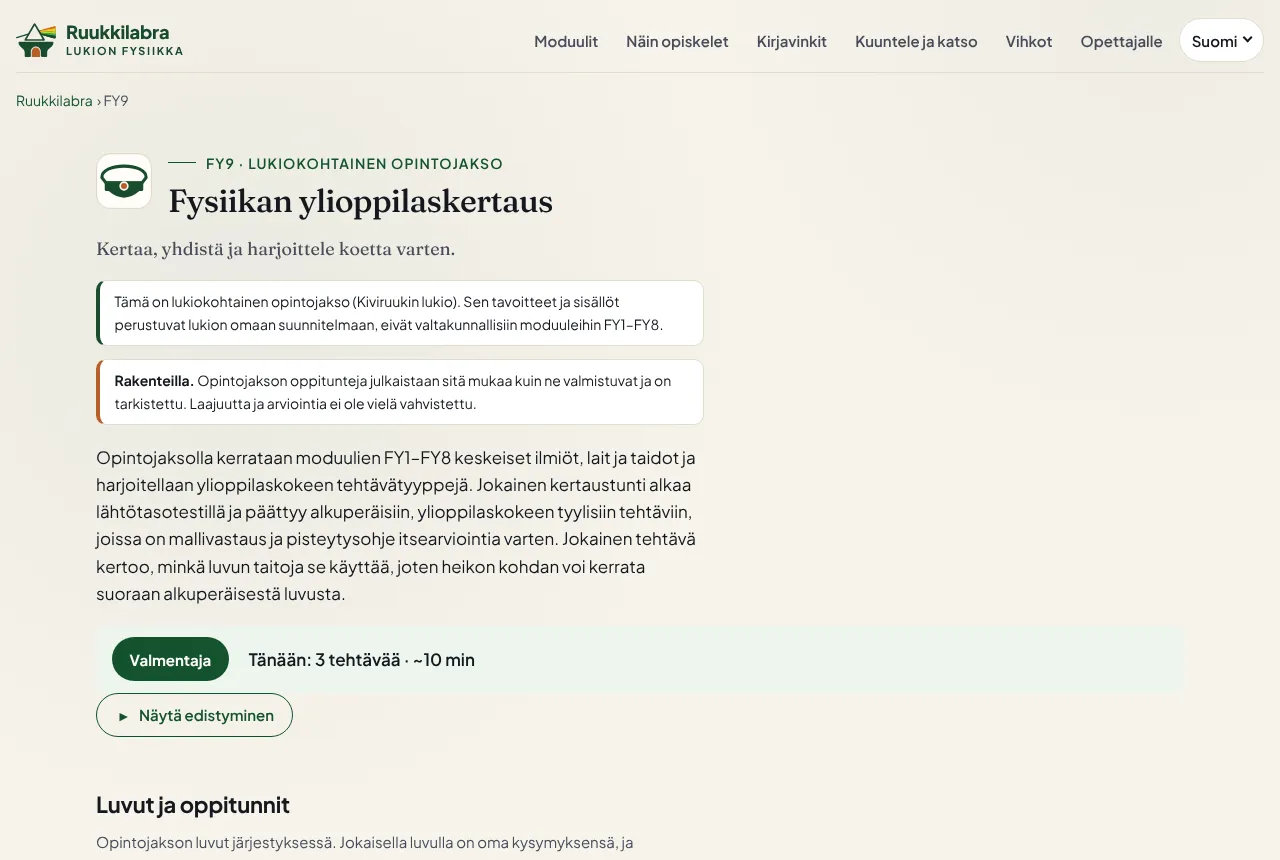 Ruukkilabra
LUKION FYSIIKKA
Moduulit
Näin opiskelet
Kirjavinkit
Kuuntele ja katso
Vihkot
Opettajalle
Suomi
Ruukkilabra › FY9
FY9 · LUKIOKOHTAINEN OPINTOJAKSO
Fysiikan ylioppilaskertaus
Kertaa, yhdistä ja harjoittele koetta varten.
Tämä on lukiokohtainen opintojakso (Kiviruukin lukio). Sen tavoitteet ja sisällöt
perustuvat lukion omaan suunnitelmaan, eivät valtakunnallisiin moduuleihin FY1–FY8.
Rakenteilla. Opintojakson oppitunteja julkaistaan sitä mukaa kuin ne valmistuvat ja on
tarkistettu. Laajuutta ja arviointia ei ole vielä vahvistettu.
Opintojaksolla kerrataan moduulien FY1–FY8 keskeiset ilmiöt, lait ja taidot ja
harjoitellaan ylioppilaskokeen tehtävätyyppejä. Jokainen kertaustunti alkaa
lähtötasotestillä ja päättyy alkuperäisiin, ylioppilaskokeen tyylisiin tehtäviin,
joissa on mallivastaus ja pisteytysohje itsearviointia varten. Jokainen tehtävä
kertoo, minkä luvun taitoja se käyttää, joten heikon kohdan voi kerrata
suoraan alkuperäisestä luvusta.
Valmentaja
Tänään: 3 tehtävää · ~10 min
► Näytä edistyminen
Luvut ja oppitunnit
Opintojakson luvut järjestyksessä. Jokaisella luvulla on oma kysymyksensä, ja